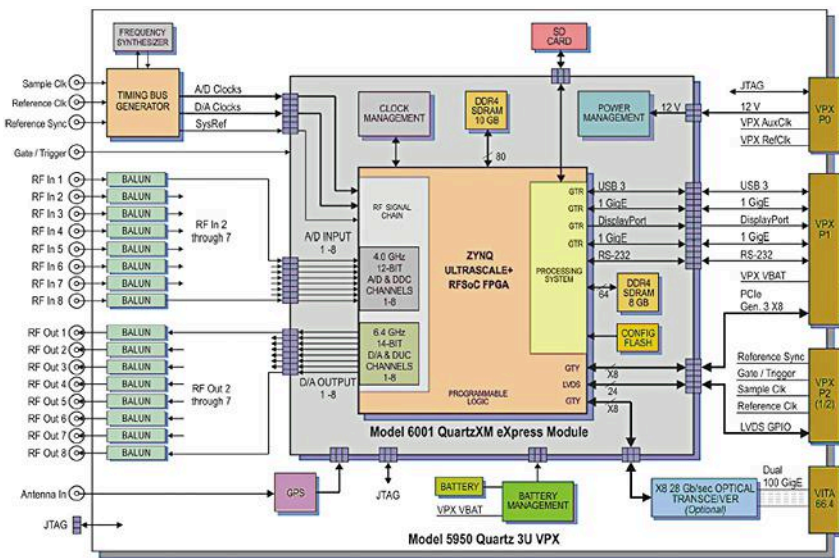 FREQUENCY
SYNTHESIZER
SD
CARD
Sample Clk
Reference Clk
Reference Sync
Gate / Trigger
TIMING BUS
GENERATOR
A/D Clocks
D/A Clocks
SysRef
CLOCK
MANAGEMENT
DDR4
SDRAM
10 GB
80
POWER
MANAGEMENT
12 V
JTAG
12 V
VPX AuxClk
VPX RefClk
VPX
P0
RF In 1
RF In 2
RF In 3
RF In 4
RF In 5
RF In 6
RF In 7
RF In 8
BALUN
BALUN
BALUN
BALUN
BALUN
BALUN
BALUN
BALUN
RF In 2
through 7
A/D INPUT
1 -8
RF SIGNAL
CHAIN
4.0 GHz
12-BIT
A/D & DDC
CHANNELS
1-8
6.4 GHz
14-BIT
D/A & DUC
CHANNELS
1-8
ZYNQ
ULTRASCALE+
RFSoC FPGA
PROGRAMMABLE
LOGIC
PROCESSING
SYSTEM
GTR
GTR
GTR
GTR
GTY
LVDS
GTY
USB 3
1 GigE
DisplayPort
1 GigE
RS-232
64
DDR4
SDRAM
8 GB
CONFIG
FLASH
X8
24
X8
USB 3
1 GigE
DisplayPort
1 GigE
RS-232
VPX VBAT
PCIe
Gen. 3 X8
VPX
P1
RF Out 1
RF Out 2
RF Out 3
RF Out 4
RF Out 5
RF Out 6
RF Out 7
RF Out 8
BALUN
BALUN
BALUN
BALUN
BALUN
BALUN
BALUN
BALUN
RF Out 2
through 7
D/A OUTPUT
1 -8
Reference Sync
Gate / Trigger
Sample Clk
Reference Clk
LVDS GPIO
VPX
P2
(1/2)
Model 6001 QuartzXM eXpress Module
Antenna In
GPS
JTAG
BATTERY
VPX VBAT
BATTERY
MANAGEMENT
X8 28 Gb/sec OPTICAL
TRANSCEIVER
(Optional)
Dual
100 GigE
VITA
66.4
JTAG
Model 5950 Quartz 3U VPX